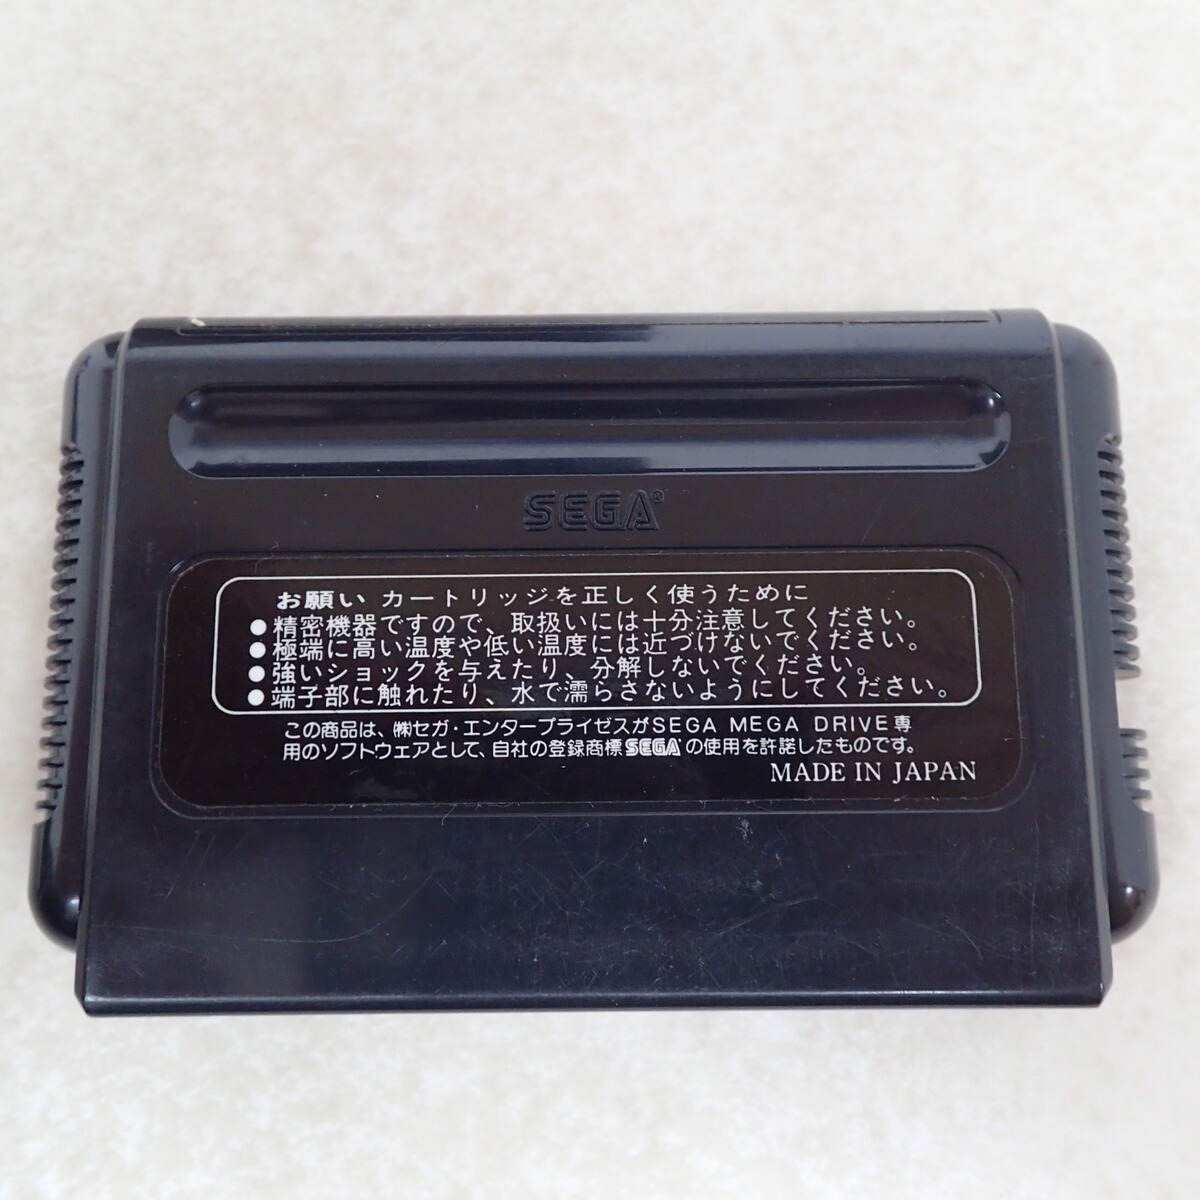 SEGA®
お願い カートリッジを正しく使うために
●精密機器ですので、取扱いには十分注意してください。
●極端に高い温度や低い温度には近づけないでください。
●強いショックを与えたり、分解しないでください。
●端子部に触れたり、水で濡らさないようにしてください。
この商品は、㈱セガ・エンタープライゼスがSEGA MEGA DRIVE専
用のソフトウェアとして、自社の登録商標SEGA®の使用を許諾したものです。
MADE IN JAPAN